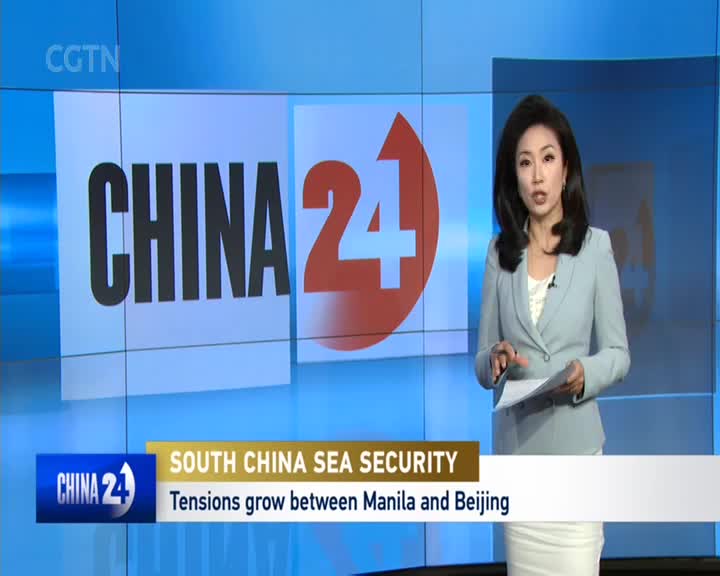 CGTN
CHINA 24
SOUTH CHINA SEA SECURITY
CHINA 24
Tensions grow between Manila and Beijing